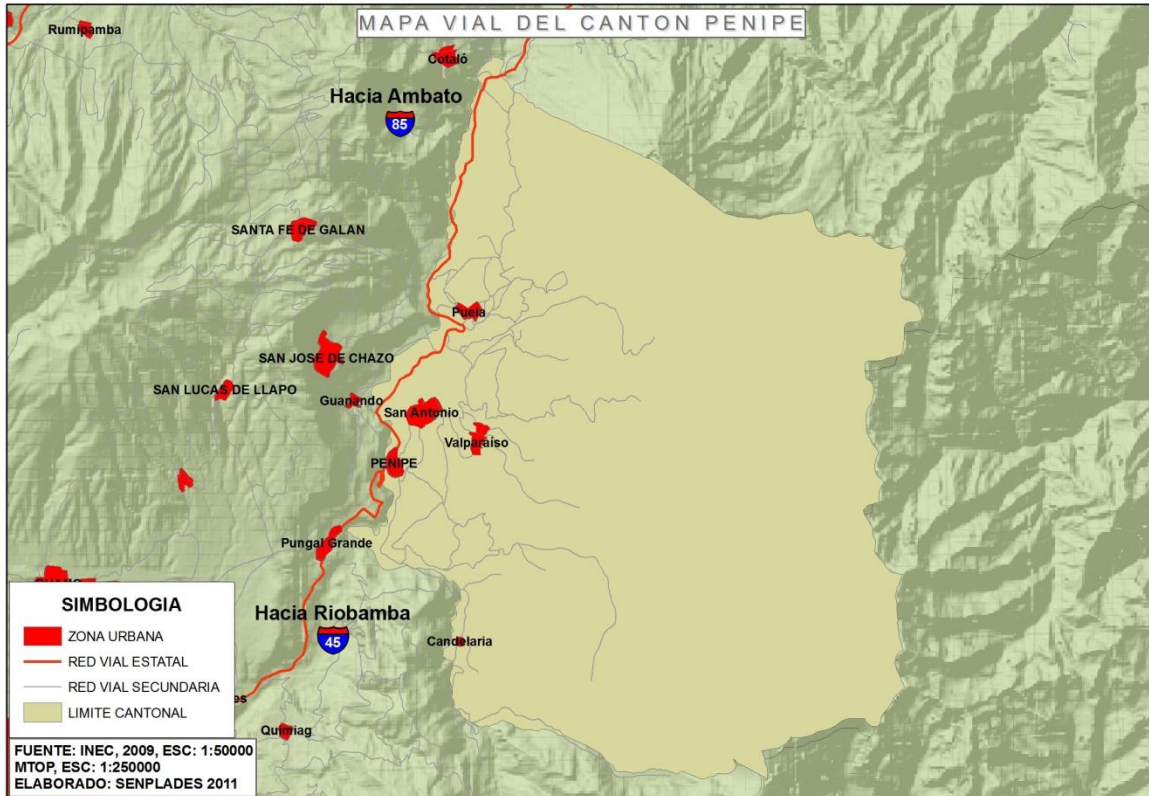 MAPA VIAL DEL CANTON PENIPE
Rumipamba
Cotaló
Hacia Ambato
85
SANTA FE DE GALAN
Puela
SAN JOSE DE CHAZO
SAN LUCAS DE LLAPO
Guanando
San Antonio
Valparaiso
PENIPE
Pungal Grande
Hacia Riobamba
45
Candelaria
Quimiag
SIMBOLOGIA
ZONA URBANA
RED VIAL ESTATAL
RED VIAL SECUNDARIA
LIMITE CANTONAL
FUENTE: INEC, 2009, ESC: 1:50000
MTOP, ESC: 1:250000
ELABORADO: SENPLADES 2011